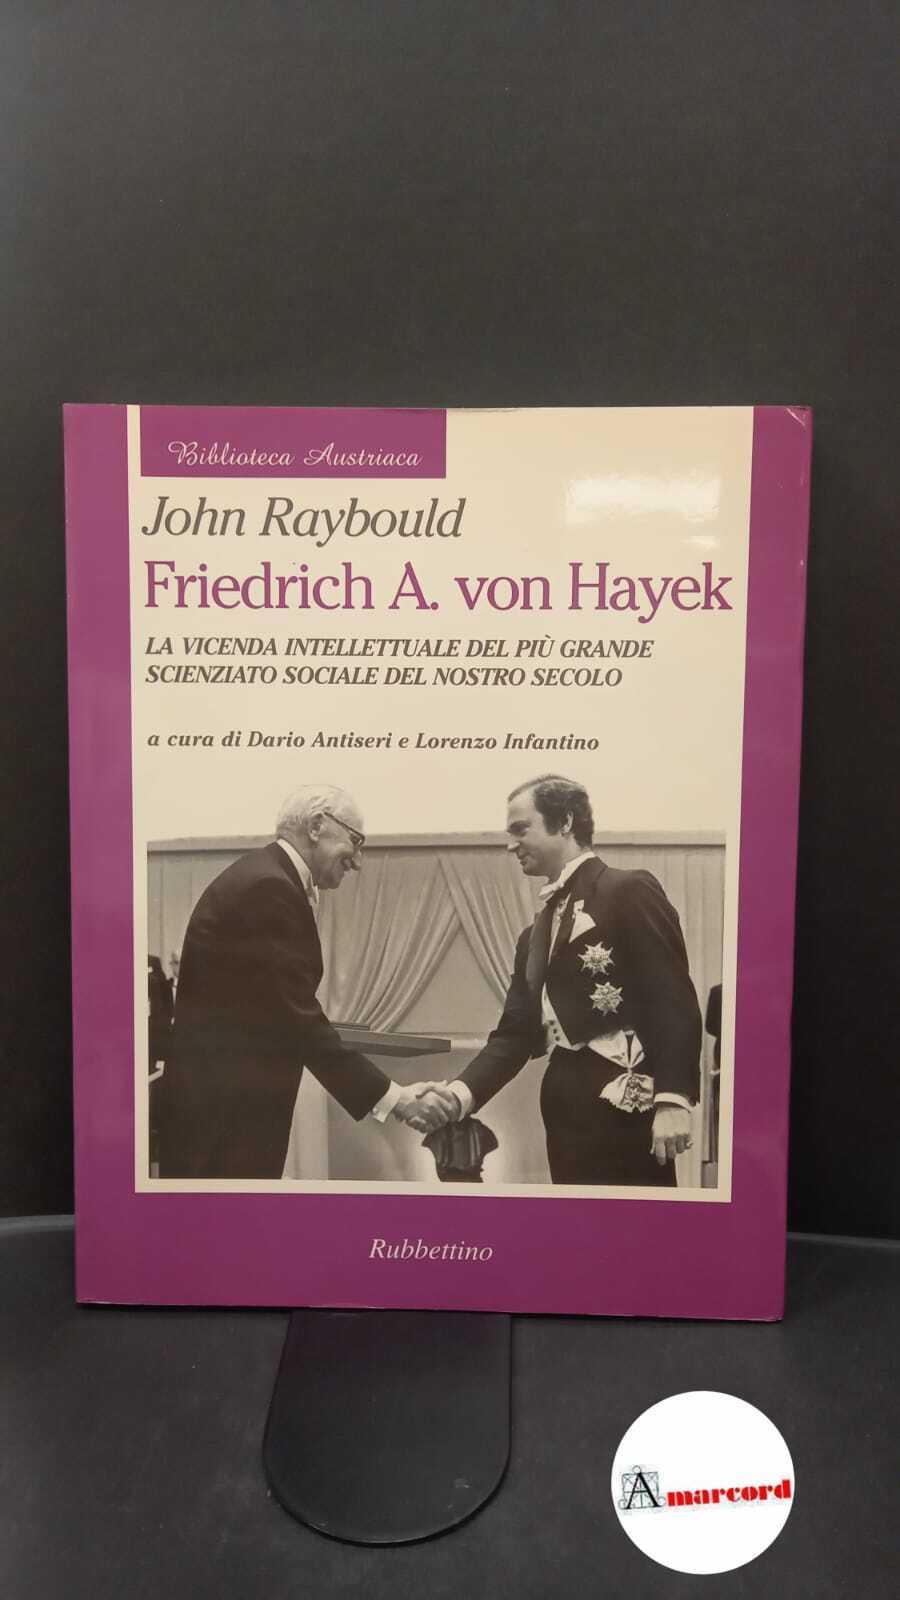 Biblioteca Austriaca
John Raybould
Friedrich A. von Hayek
LA VICENDA INTELLETTUALE DEL PIÙ GRANDE
SCIENZIATO SOCIALE DEL NOSTRO SECOLO
a cura di Dario Antiseri e Lorenzo Infantino
Rubbettino
Amarcord